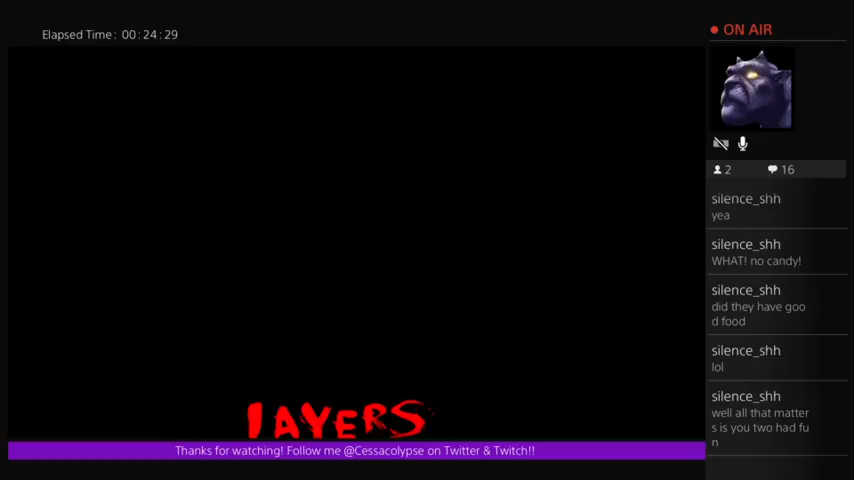 Elapsed Time: 00:24:29
ON AIR
2
16
silence_shh
yea
silence_shh
WHAT! no candy!
silence_shh
did they have goo
d food
silence_shh
lol
silence_shh
well all that matter
s is you two had fu
n
lAYERS
Thanks for watching! Follow me @Cessacolypse on Twitter & Twitch!!